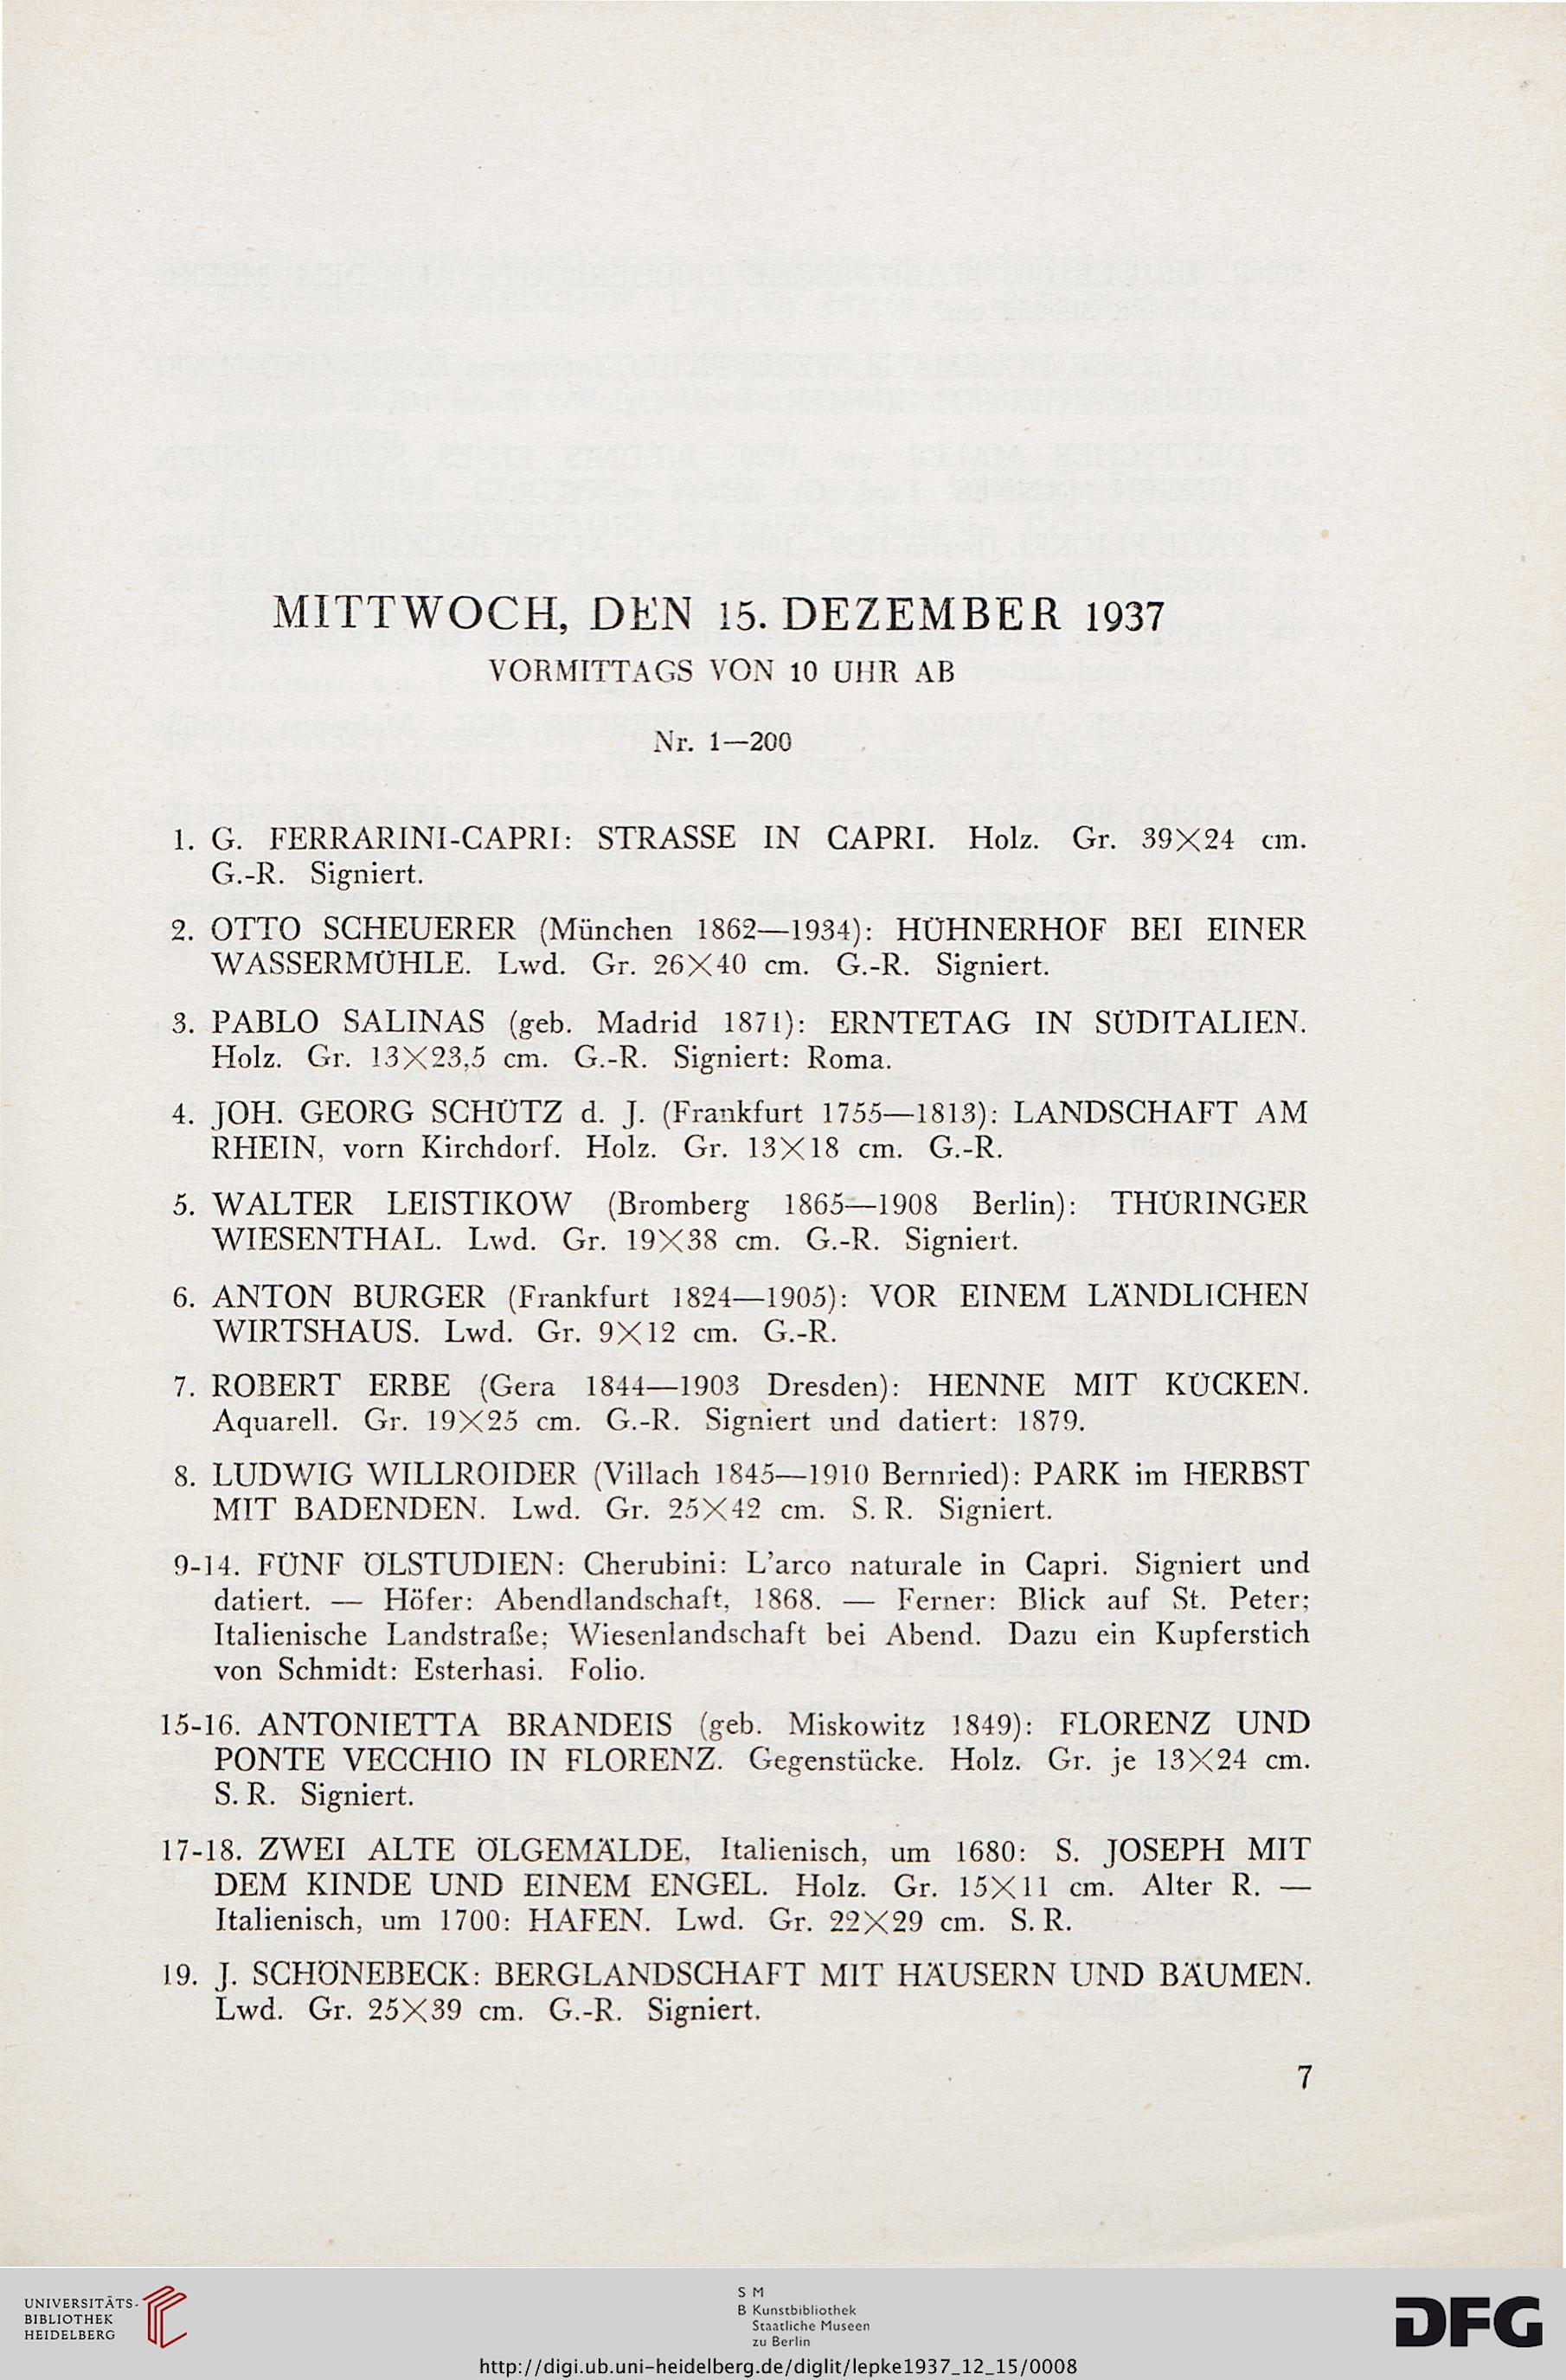 MITTWOCH, DEN 15. DEZEMBER 1937
VORMITTAGS VON 10 UHR AB
Nr. 1—200
1. G. FERRARINI-CAPRI: STRASSE IN CAPRI. Holz. Gr. 39×24 cm.
G.-R. Signiert.
2. OTTO SCHEUERER (München 1862—1934): HÜHNERHOF BEI EINER
WASSERMÜHLE. Lwd. Gr. 26×40 cm. G.-R. Signiert.
3. PABLO SALINAS (geb. Madrid 1871): ERNTETAG IN SÜDITALIEN.
Holz. Gr. 13×23,5 cm. G.-R. Signiert: Roma.
4. JOH. GEORG SCHÜTZ d. J. (Frankfurt 1755—1813): LANDSCHAFT AM
RHEIN, vorn Kirchdorf. Holz. Gr. 13×18 cm. G.-R.
5. WALTER LEISTIKOW (Bromberg 1865—1908 Berlin): THÜRINGER
WIESENTHAL. Lwd. Gr. 19×38 cm. G.-R. Signiert.
6. ANTON BURGER (Frankfurt 1824—1905): VOR EINEM LÄNDLICHEN
WIRTSHAUS. Lwd. Gr. 9×12 cm. G.-R.
7. ROBERT ERBE (Gera 1844—1903 Dresden): HENNE MIT KÜCKEN.
Aquarell. Gr. 19×25 cm. G.-R. Signiert und datiert: 1879.
8. LUDWIG WILLROIDER (Villach 1845—1910 Bernried): PARK im HERBST
MIT BADENDEN. Lwd. Gr. 25×42 cm. S. R. Signiert.
9-14. FÜNF ÖLSTUDIEN: Cherubini: L'arco naturale in Capri. Signiert und
datiert. — Höfer: Abendlandschaft, 1868. — Ferner: Blick auf St. Peter;
Italienische Landstraße; Wiesenlandschaft bei Abend. Dazu ein Kupferstich
von Schmidt: Esterhasi. Folio.
15-16. ANTONIETTA BRANDEIS (geb. Miskowitz 1849): FLORENZ UND
PONTE VECCHIO IN FLORENZ. Gegenstücke. Holz. Gr. je 13×24 cm.
S. R. Signiert.
17-18. ZWEI ALTE ÖLGEMÄLDE, Italienisch, um 1680: S. JOSEPH MIT
DEM KINDE UND EINEM ENGEL. Holz. Gr. 15×11 cm. Alter R. —
Italienisch, um 1700: HAFEN. Lwd. Gr. 22×29 cm. S. R.
19. J. SCHÖNEBECK: BERGLANDSCHAFT MIT HÄUSERN UND BÄUMEN.
Lwd. Gr. 25×39 cm. G.-R. Signiert.
7
UNIVERSITÄTS-
BIBLIOTHEK
HEIDELBERG
S M
B Kunstbibliothek
Staatliche Museen
zu Berlin
DFG
http://digi.ub.uni-heidelberg.de/diglit/lepke1937_12_15/0008